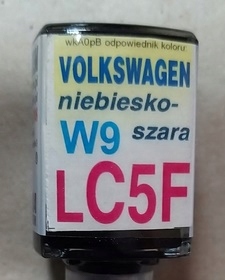 odpowiednik koloru
VOLKSWAGEN
niebiesko-
W9 szara
LC5F